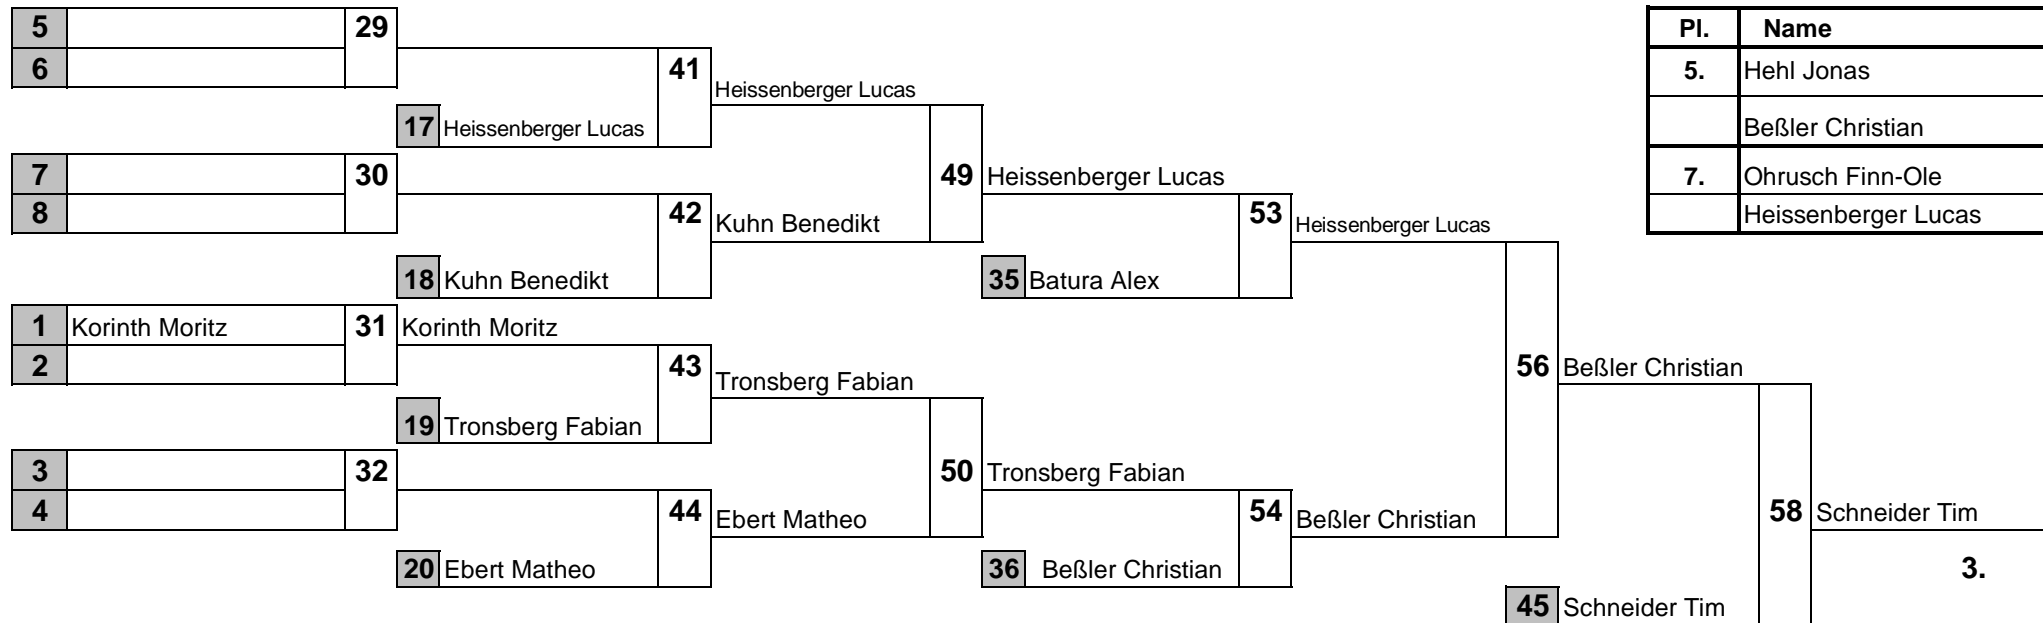 5 29
6
41
Heissenberger Lucas
17 Heissenberger Lucas
7 30
49 Heissenberger Lucas
8
42 Kuhn Benedikt
53 Heissenberger Lucas
18 Kuhn Benedikt
35 Batura Alex
1 Korinth Moritz 31 Korinth Moritz
2
43 Tronsberg Fabian
56 Beßler Christian
19 Tronsberg Fabian
3 32
50 Tronsberg Fabian
4
44 Ebert Matheo
54 Beßler Christian
58 Schneider Tim
20 Ebert Matheo
36 Beßler Christian
3.
45 Schneider Tim
Pl. Name
5. Hehl Jonas
Beßler Christian
7. Ohrusch Finn-Ole
Heissenberger Lucas